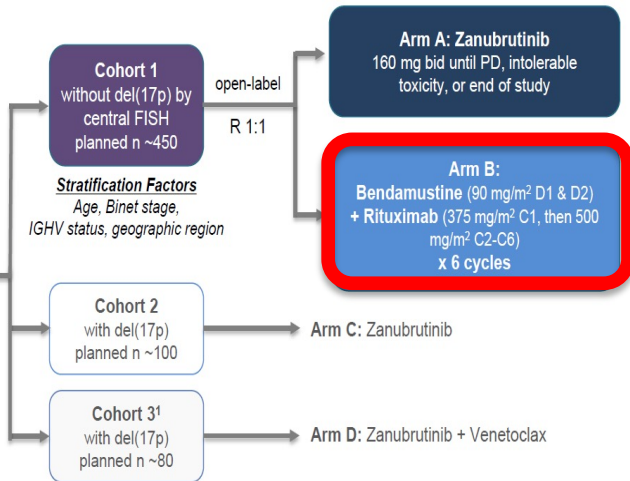 Cohort 1
without del(17p) by
central FISH
planned n ~450
Stratification Factors
Age, Binet stage,
IGHV status, geographic region
open-label
R 1:1
Arm A: Zanubrutinib
160 mg bid until PD, intolerable
toxicity, or end of study
Arm B:
Bendamustine (90 mg/m² D1 & D2)
+ Rituximab (375 mg/m² C1, then 500
mg/m² C2-C6)
x 6 cycles
Cohort 2
with del(17p)
planned n ~100
Arm C: Zanubrutinib
Cohort 3¹
with del(17p)
planned n ~80
Arm D: Zanubrutinib + Venetoclax